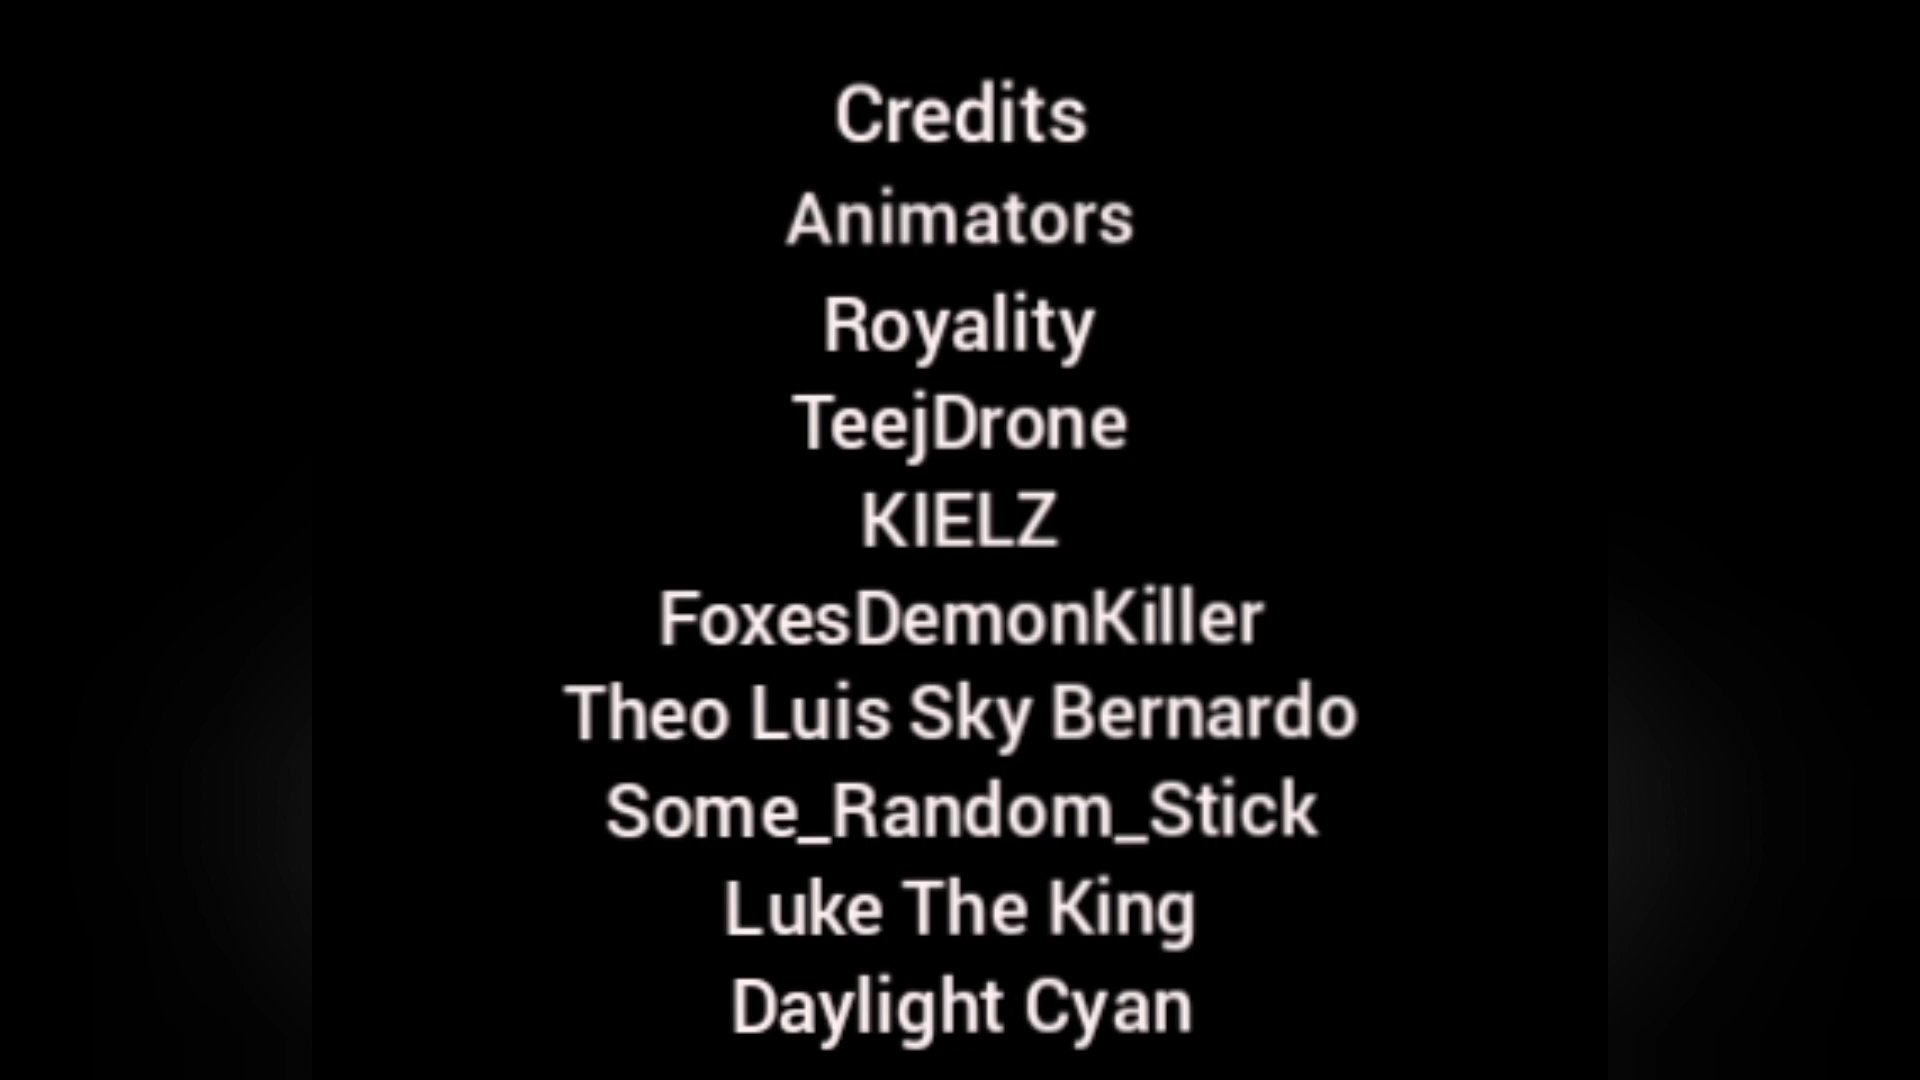 Credits
Animators
Royality
TeejDrone
KIELZ
FoxesDemonKiller
Theo Luis Sky Bernardo
Some_Random_Stick
Luke The King
Daylight Cyan